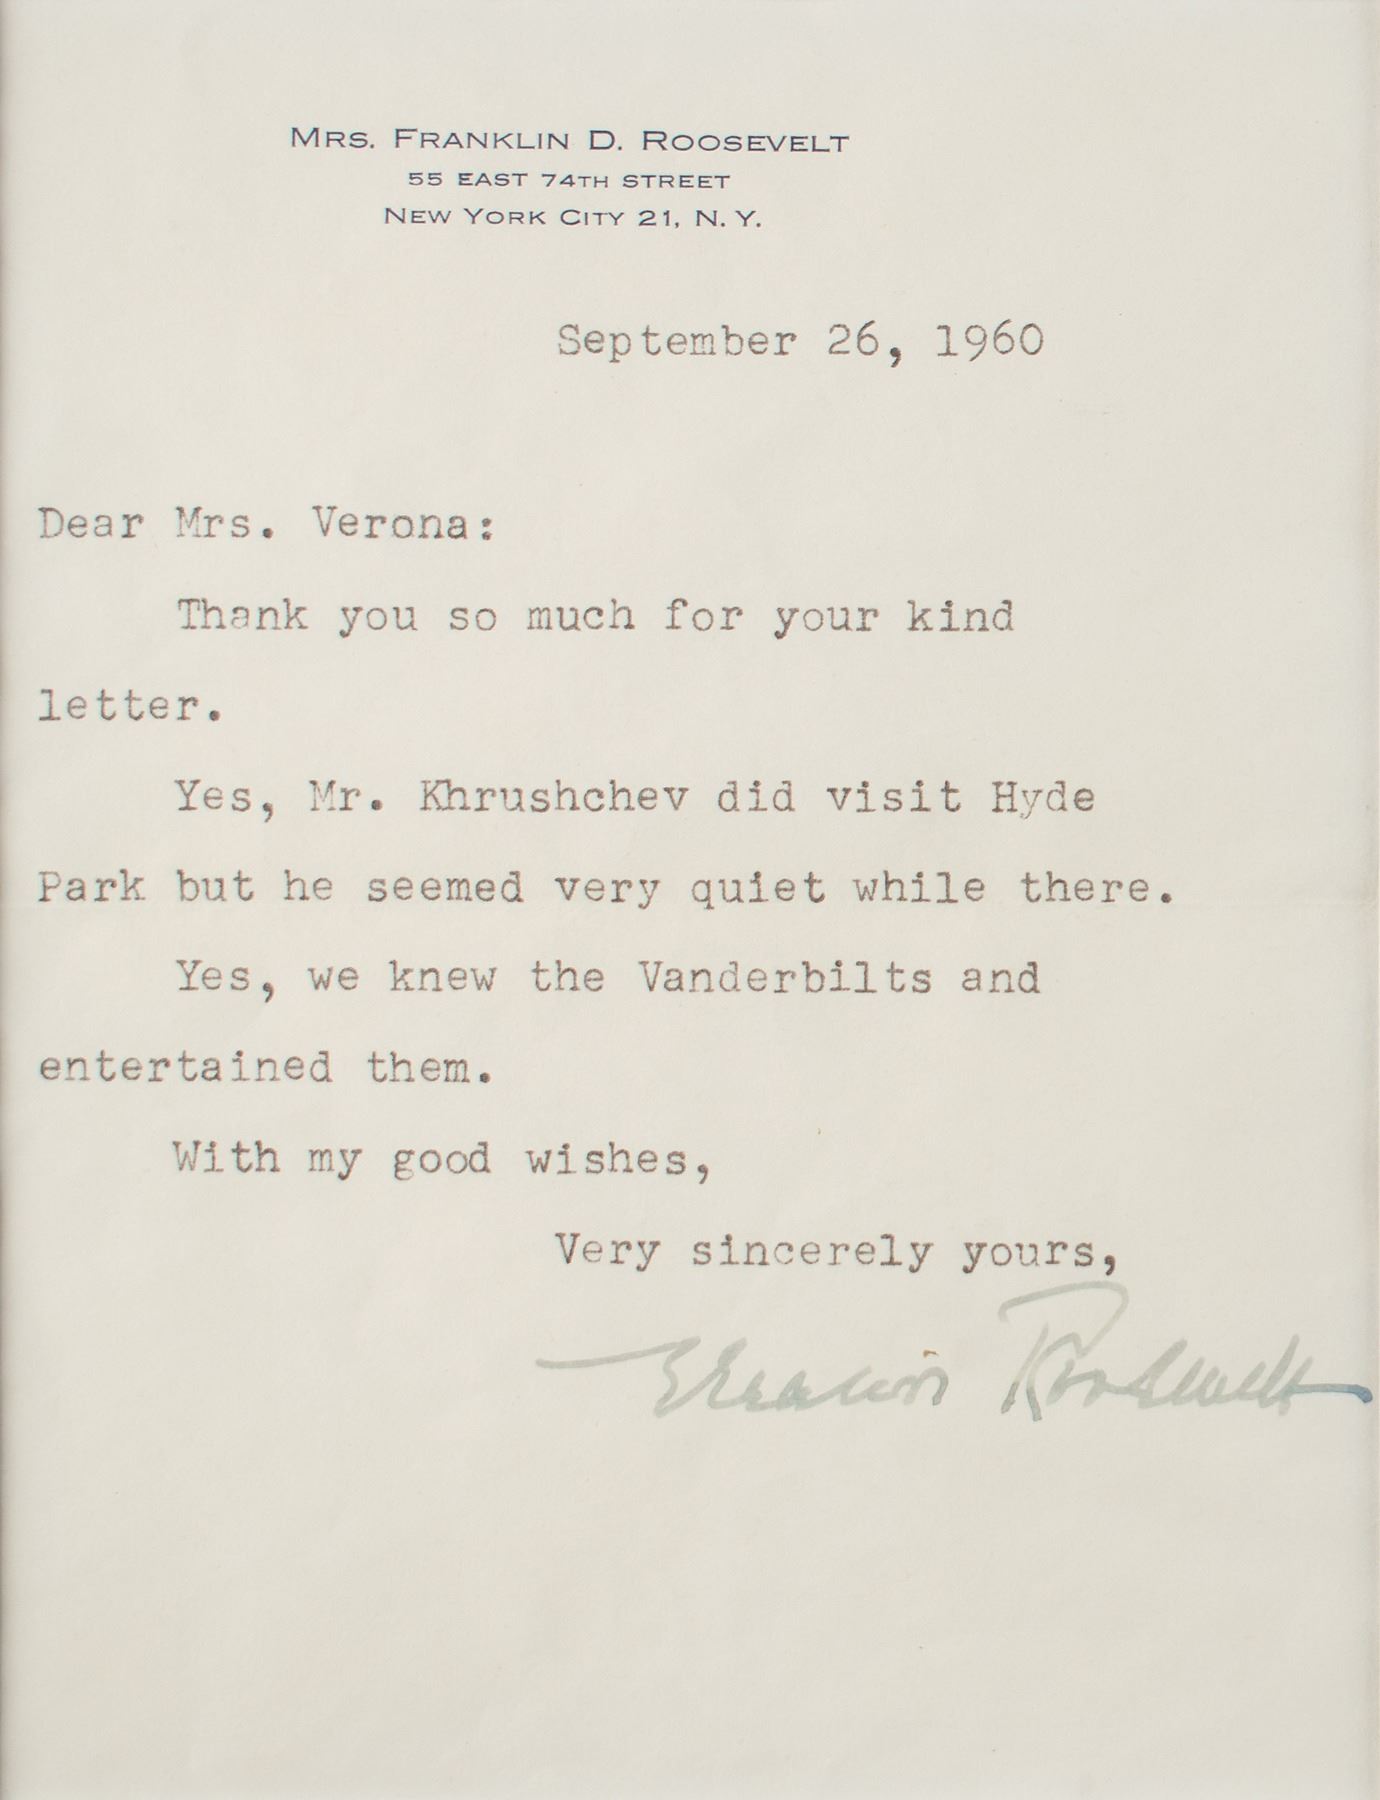 MRS. FRANKLIN D. ROOSEVELT
55 EAST 74TH STREET
NEW YORK CITY 21, N. Y.
September 26, 1960
Dear Mrs. Verona:
Thank you so much for your kind
letter.
Yes, Mr. Khrushchev did visit Hyde
Park but he seemed very quiet while there.
Yes, we knew the Vanderbilts and
entertained them.
With my good wishes,
Very sincerely yours,
Eleanor Roosevelt